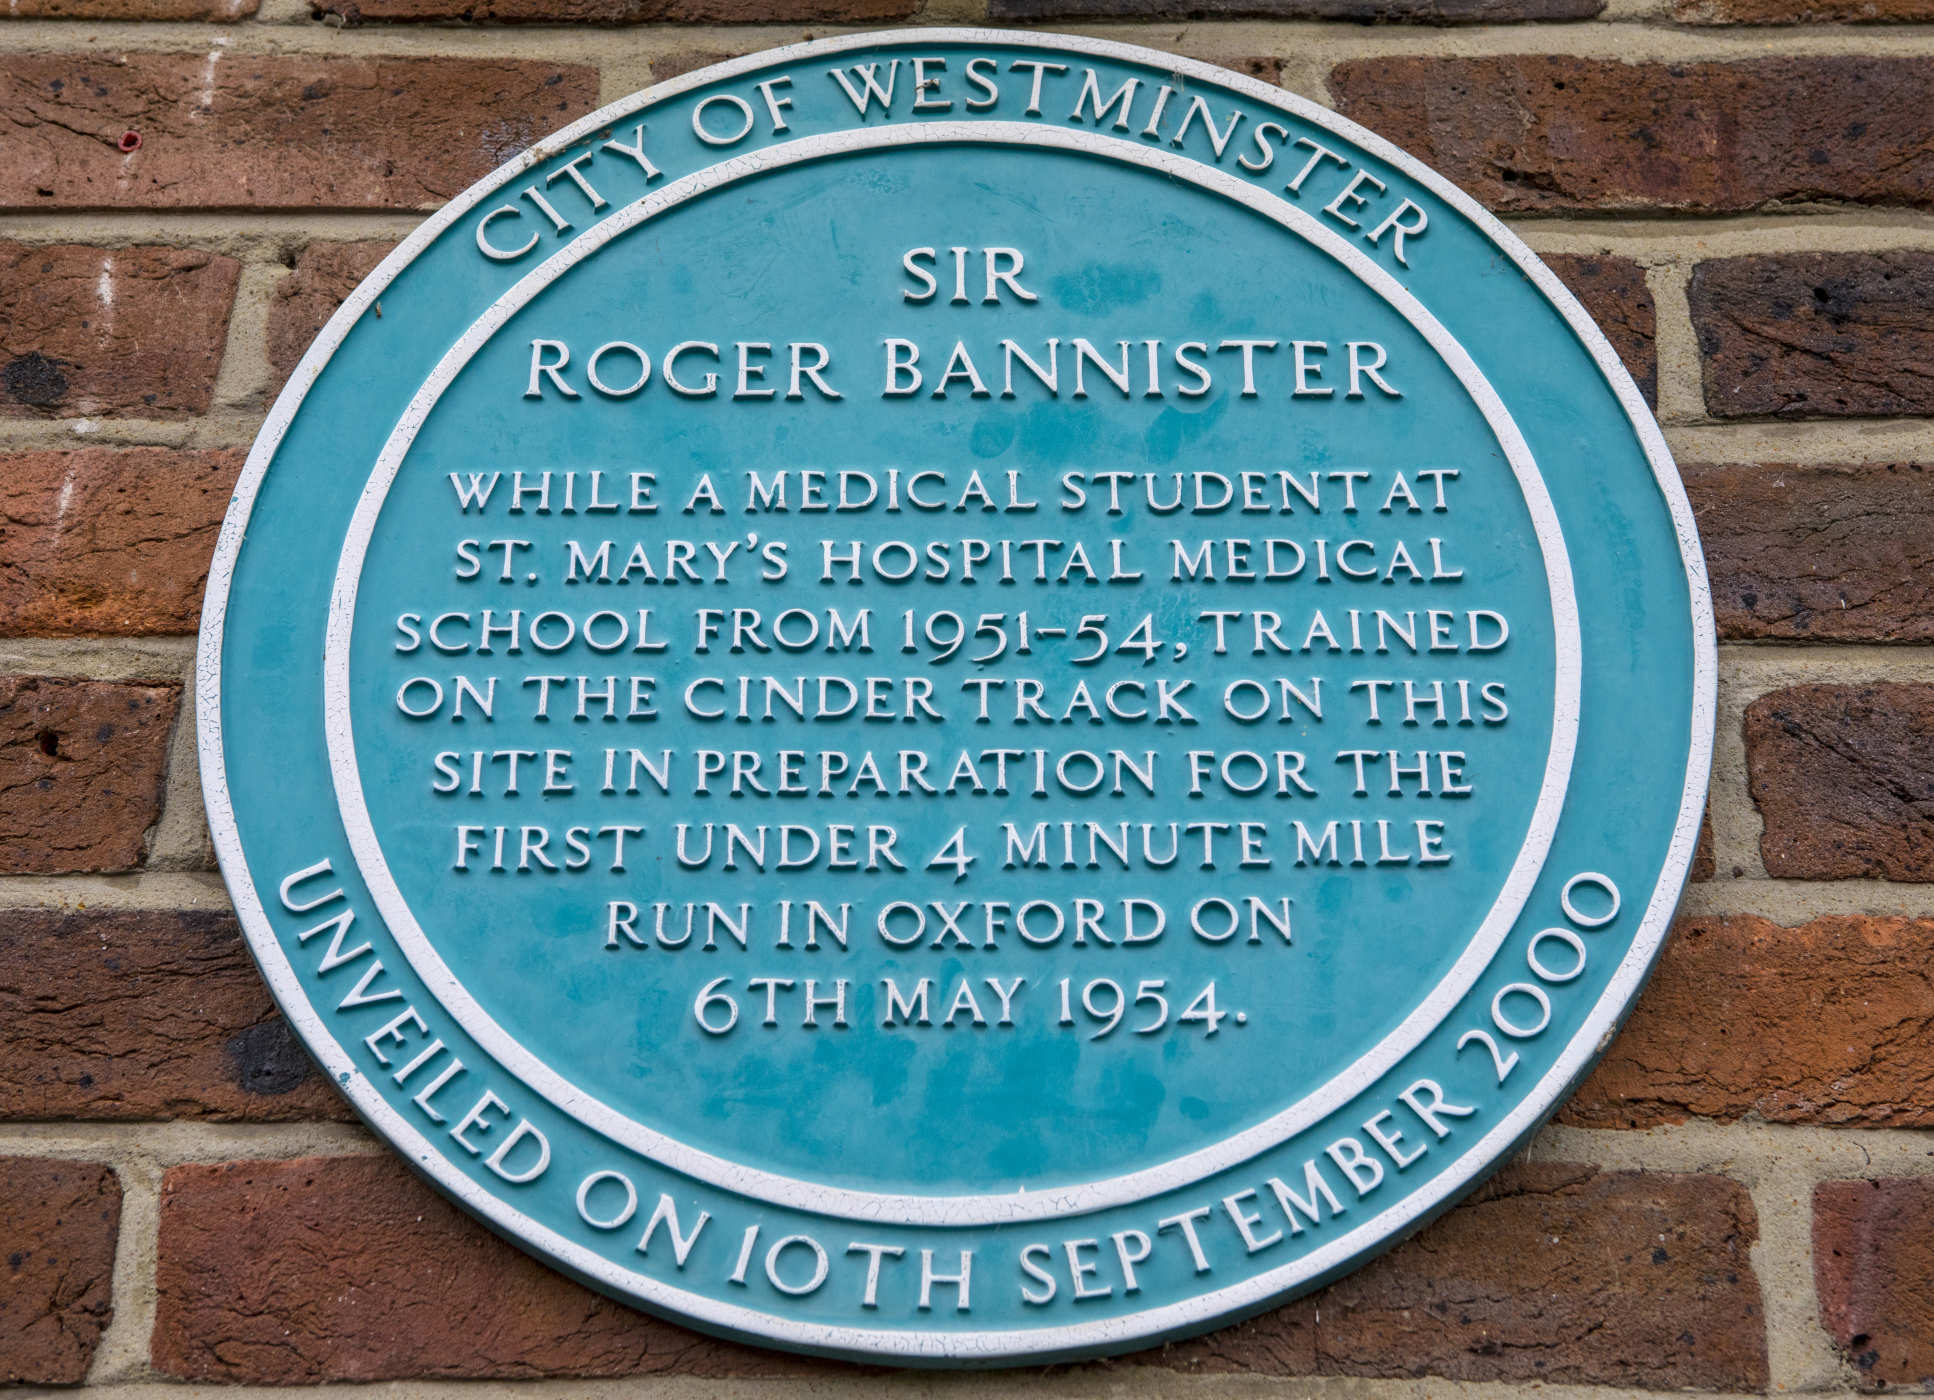 CITY OF WESTMINSTER
SIR
ROGER BANNISTER
WHILE A MEDICAL STUDENT AT
ST. MARY'S HOSPITAL MEDICAL
SCHOOL FROM 1951–54, TRAINED
ON THE CINDER TRACK ON THIS
SITE IN PREPARATION FOR THE
FIRST UNDER 4 MINUTE MILE
RUN IN OXFORD ON
6TH MAY 1954.
UNVEILED ON 10TH SEPTEMBER 2000